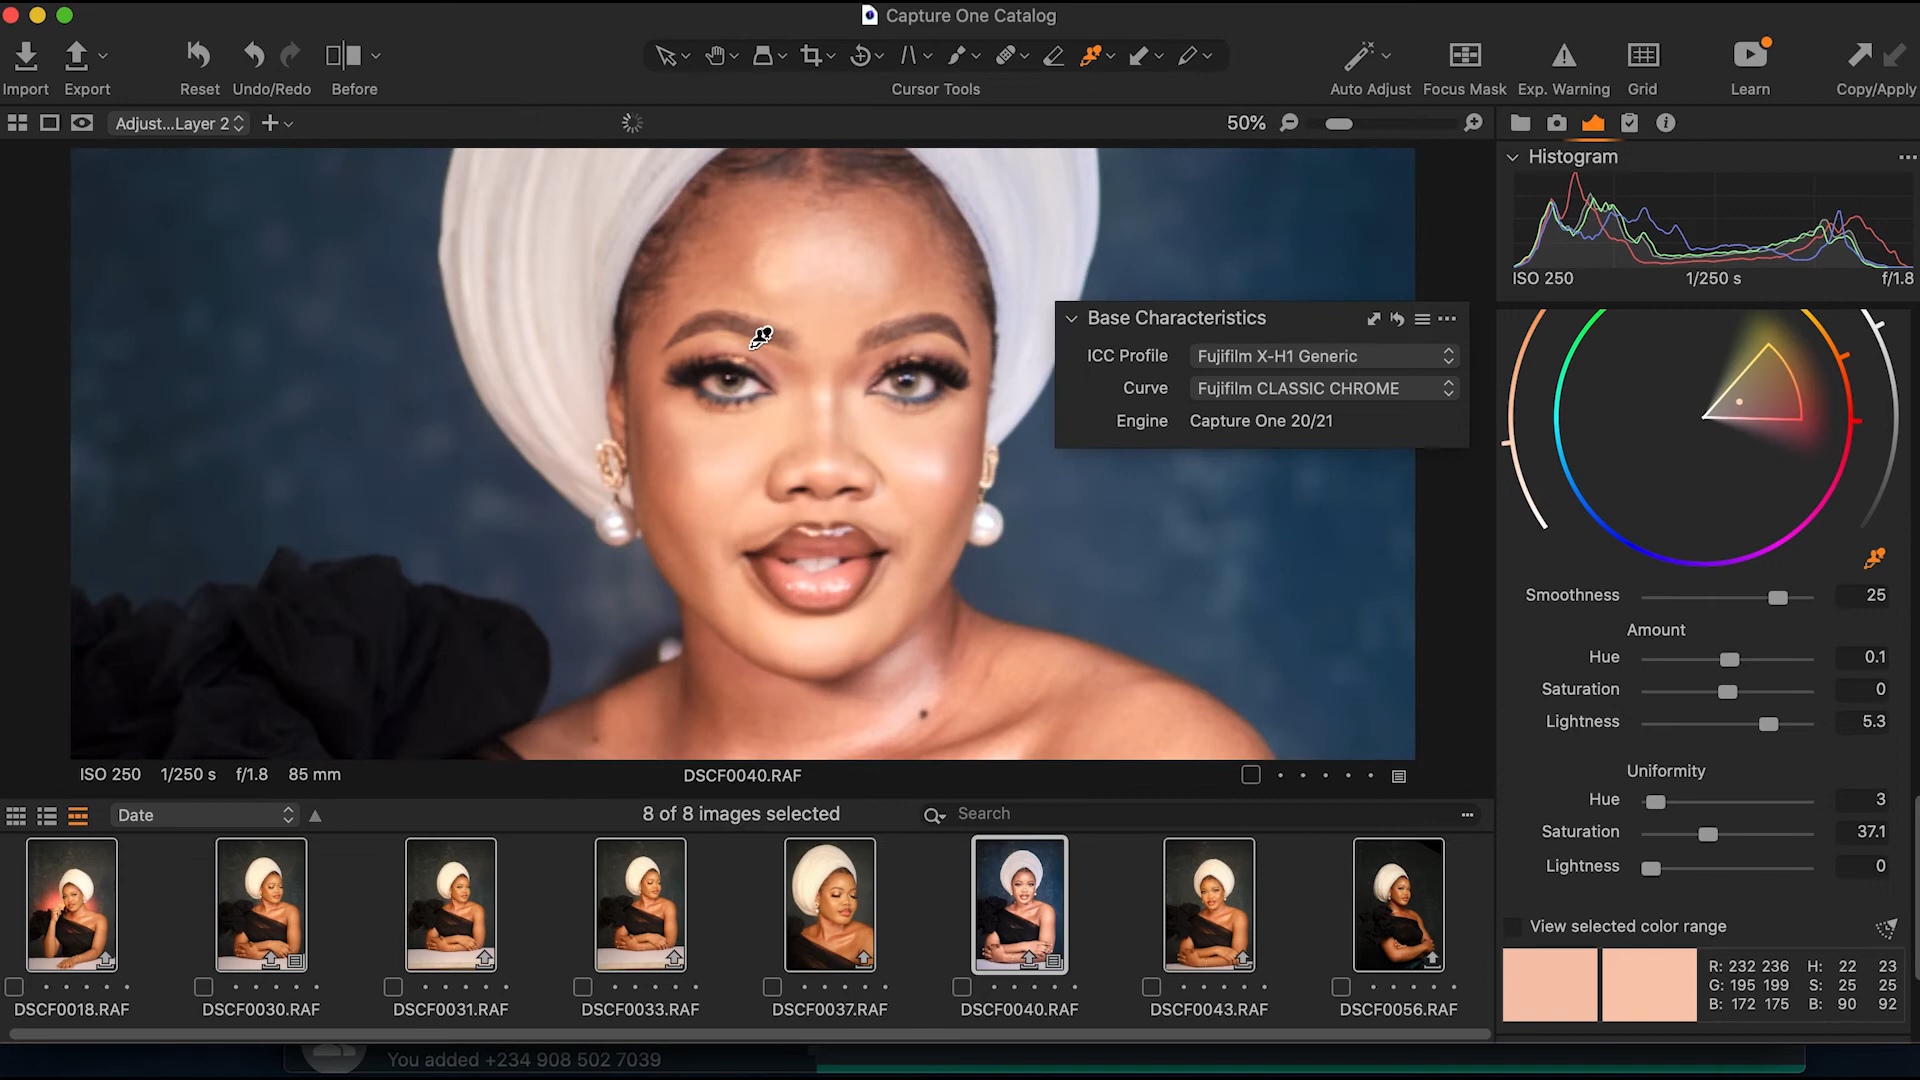 Capture One Catalog
Import
Export
Reset
Undo/Redo
Before
Cursor Tools
Auto Adjust
Focus Mask
Exp. Warning
Grid
Learn
Copy/Apply
Adjust...Layer 2
50%
Histogram
ISO 250
1/250 s
f/1.8
Base Characteristics
ICC Profile
Fujifilm X-H1 Generic
Curve
Fujifilm CLASSIC CHROME
Engine
Capture One 20/21
Smoothness 25
Amount
Hue 0.1
Saturation 0
Lightness 5.3
Uniformity
Hue 3
Saturation 37.1
Lightness 0
View selected color range
R: 232 236 H: 22 23
G: 195 199 S: 25 25
B: 172 175 B: 90 92
ISO 250 1/250 s f/1.8 85 mm
DSCF0040.RAF
Date
8 of 8 images selected
Search
DSCF0018.RAF
DSCF0030.RAF
DSCF0031.RAF
DSCF0033.RAF
DSCF0037.RAF
DSCF0040.RAF
DSCF0043.RAF
DSCF0056.RAF
You added +234 908 502 7039